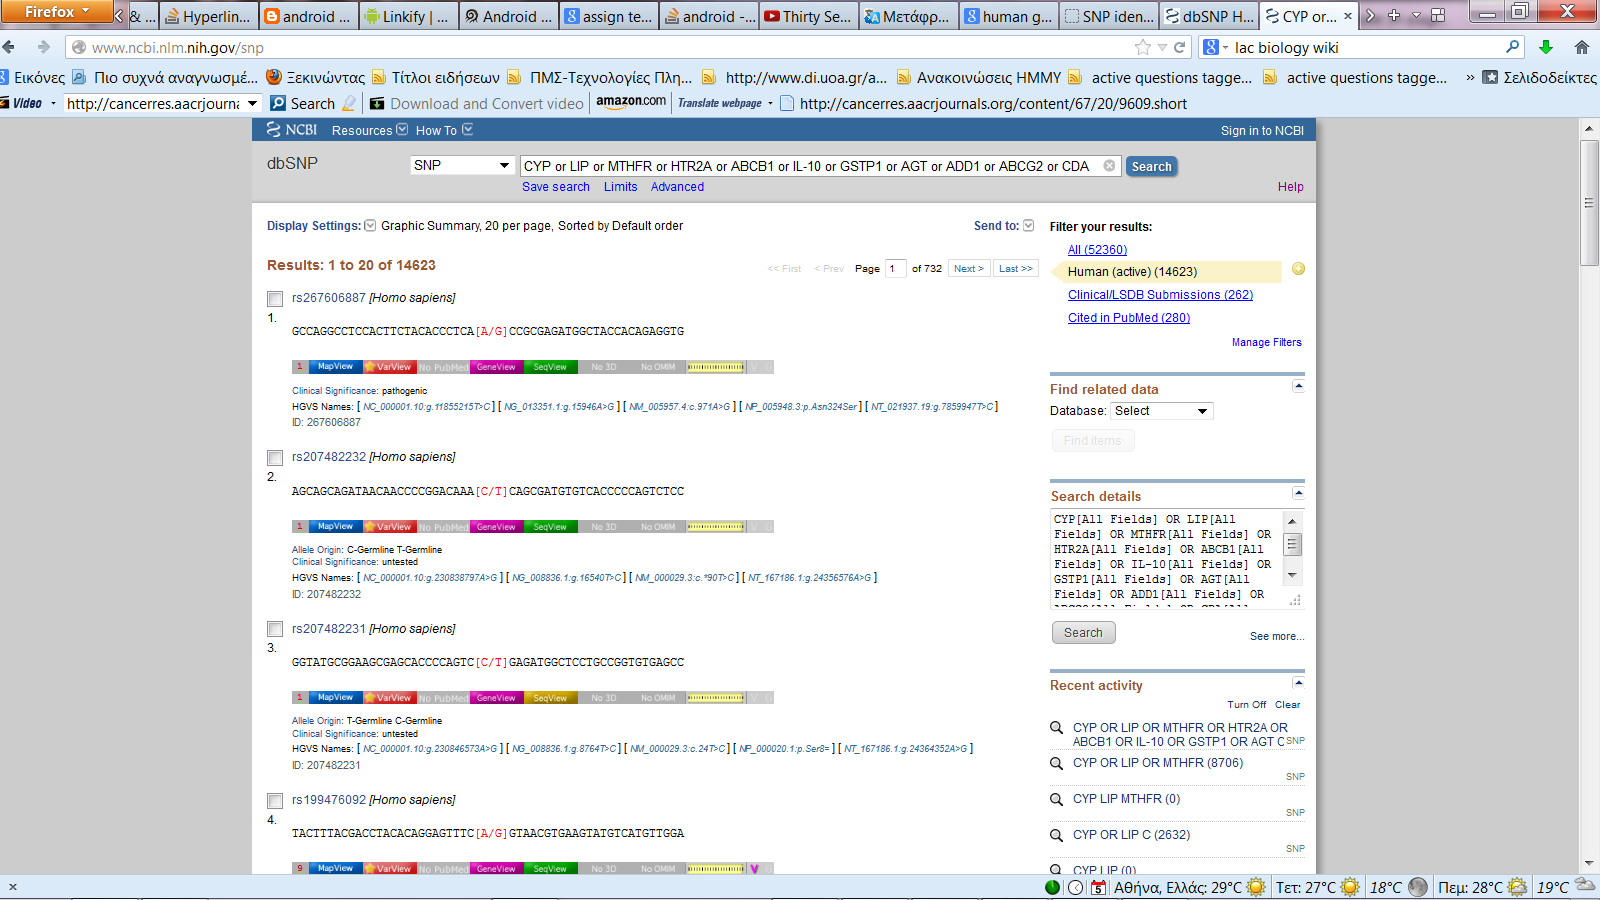 Firefox
& ...
Hyperlin...
android ...
Linkify | ...
Android ...
assign te...
android -...
Thirty Se...
Μετάφρ...
human g...
SNP iden...
dbSNP H...
CYP or...
www.ncbi.nlm.nih.gov/snp
lac biology wiki
Εικόνες
Πιο συχνά αναγνωσμέ...
Ξεκινώντας
Τίτλοι ειδήσεων
ΠΜΣ-Τεχνολογίες Πλη...
http://www.di.uoa.gr/a...
Ανακοινώσεις ΗΜΜΥ
active questions tagge...
active questions tagge...
»
Σελιδοδείκτες
Video
http://cancerres.aacrjourna
Search
Download and Convert video
amazon.com
Translate webpage
http://cancerres.aacrjournals.org/content/67/20/9609.short
NCBI Resources How To Sign in to NCBI
dbSNP
SNP
CYP or LIP or MTHFR or HTR2A or ABCB1 or IL-10 or GSTP1 or AGT or ADD1 or ABCG2 or CDA
Search
Save search Limits Advanced
Help
Display Settings: Graphic Summary, 20 per page, Sorted by Default order
Send to:
Results: 1 to 20 of 14623
<< First < Prev Page 1 of 732 Next > Last >>
rs267606887 [Homo sapiens]
1.
GCCAGGCCTCCACTTCTACACCCTCA[A/G]CCGCGAGATGGCTACCACAGAGGTG
1 MapView VarView No PubMed GeneView SeqView No 3D No OMIM V G
Clinical Significance: pathogenic
HGVS Names: [ NC_000001.10:g.11855215T>C ] [ NG_013351.1:g.15946A>G ] [ NM_005957.4:c.971A>G ] [ NP_005948.3:p.Asn324Ser ] [ NT_021937.19:g.7859947T>C ]
ID: 267606887
rs207482232 [Homo sapiens]
2.
AGCAGCAGATAACAACCCCGGACAAA[C/T]CAGCGATGTGTCACCCCCAGTCTCC
1 MapView VarView No PubMed GeneView SeqView No 3D No OMIM V G
Allele Origin: C-Germline T-Germline
Clinical Significance: untested
HGVS Names: [ NC_000001.10:g.230838797A>G ] [ NG_008836.1:g.16540T>C ] [ NM_000029.3:c.*90T>C ] [ NT_167186.1:g.24356576A>G ]
ID: 207482232
rs207482231 [Homo sapiens]
3.
GGTATGCGGAAGCGAGCACCCCAGTC[C/T]GAGATGGCTCCTGCCGGTGTGAGCC
1 MapView VarView No PubMed GeneView SeqView No 3D No OMIM V G
Allele Origin: T-Germline C-Germline
Clinical Significance: untested
HGVS Names: [ NC_000001.10:g.230846573A>G ] [ NG_008836.1:g.8764T>C ] [ NM_000029.3:c.24T>C ] [ NP_000020.1:p.Ser8= ] [ NT_167186.1:g.24364352A>G ]
ID: 207482231
rs199476092 [Homo sapiens]
4.
TACTTTACGACCTACACAGGAGTTTC[A/G]GTAACGTGAAGTATGTCATGTTGGA
9 MapView VarView No PubMed GeneView SeqView No 3D No OMIM V G
Filter your results:
All (52360)
Human (active) (14623)
Clinical/LSDB Submissions (262)
Cited in PubMed (280)
Manage Filters
Find related data
Database: Select
Find items
Search details
CYP[All Fields] OR LIP[All
Fields] OR MTHFR[All Fields] OR
HTR2A[All Fields] OR ABCB1[All
Fields] OR IL-10[All Fields] OR
GSTP1[All Fields] OR AGT[All
Fields] OR ADD1[All Fields] OR
Search
See more...
Recent activity
Turn Off Clear
CYP OR LIP OR MTHFR OR HTR2A OR
ABCB1 OR IL-10 OR GSTP1 OR AGT C
SNP
CYP OR LIP OR MTHFR (8706)
SNP
CYP LIP MTHFR (0)
SNP
CYP OR LIP C (2632)
SNP
CYP LIP (0)
5
Αθήνα, Ελλάς: 29°C
Τετ: 27°C
18°C
Πεμ: 28°C
19°C